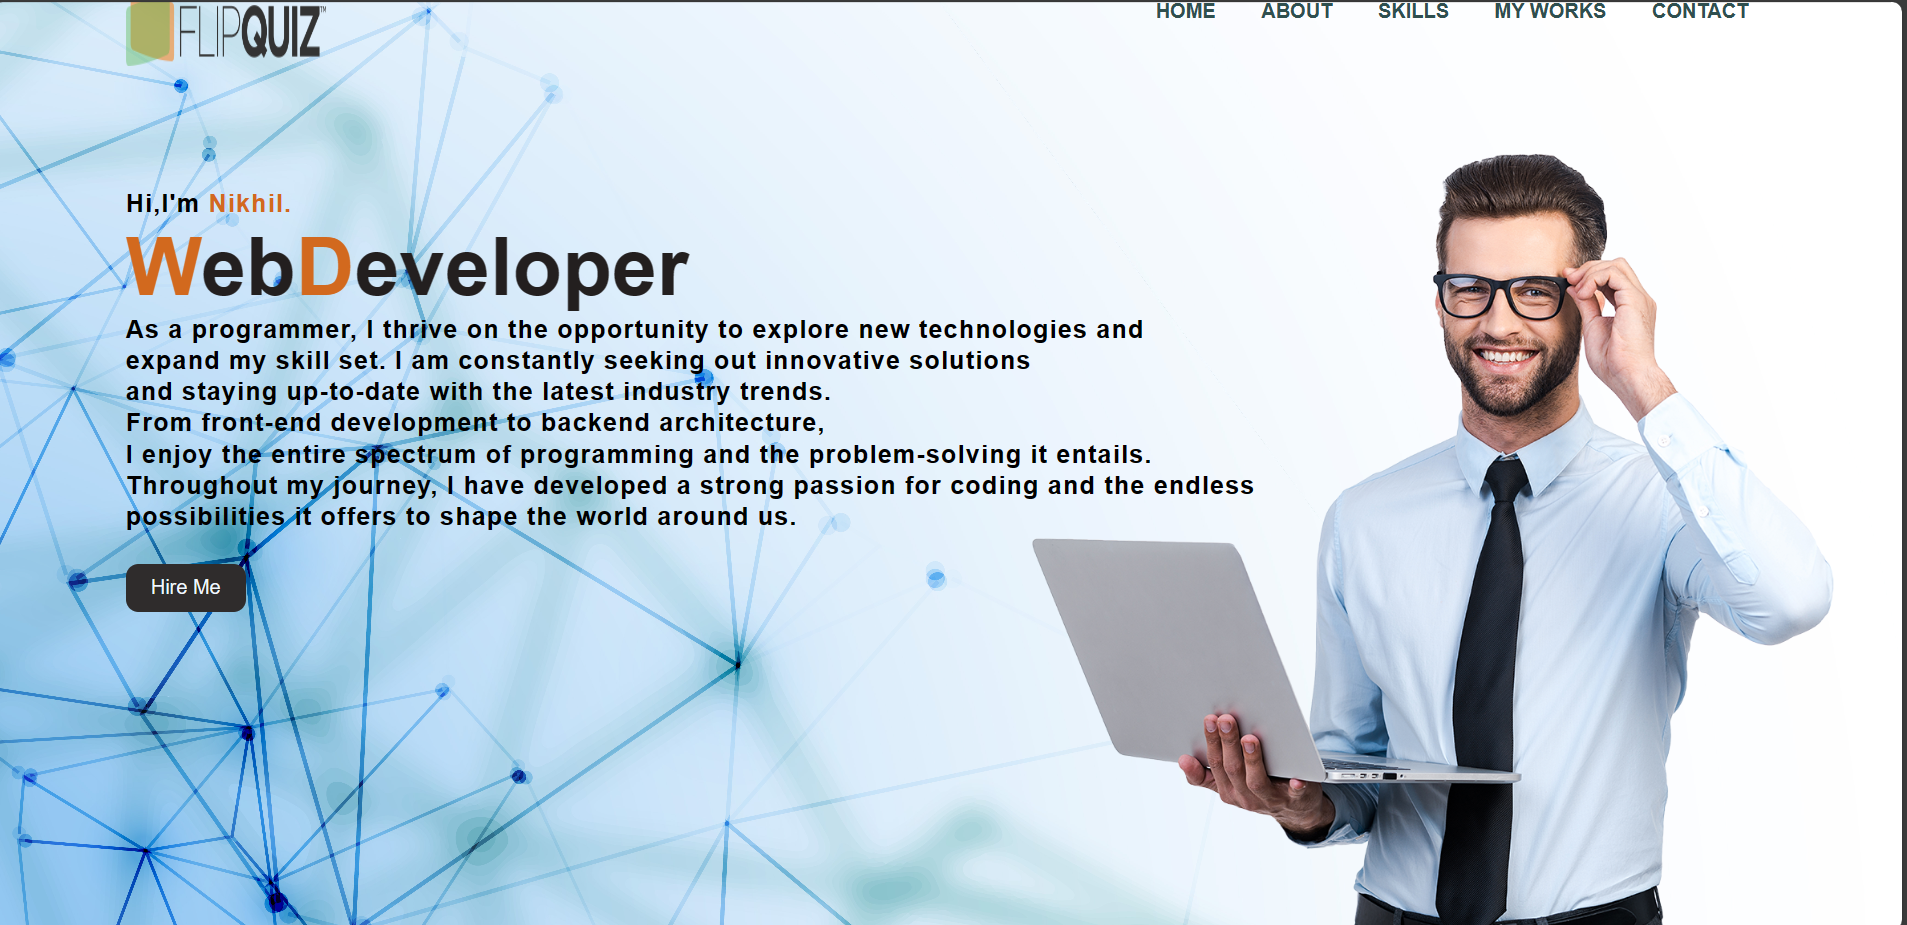 FLIPQUIZ™
HOME ABOUT SKILLS MY WORKS CONTACT
Hi,I'm Nikhil.
WebDeveloper
As a programmer, I thrive on the opportunity to explore new technologies and
expand my skill set. I am constantly seeking out innovative solutions
and staying up-to-date with the latest industry trends.
From front-end development to backend architecture,
I enjoy the entire spectrum of programming and the problem-solving it entails.
Throughout my journey, I have developed a strong passion for coding and the endless
possibilities it offers to shape the world around us.
Hire Me